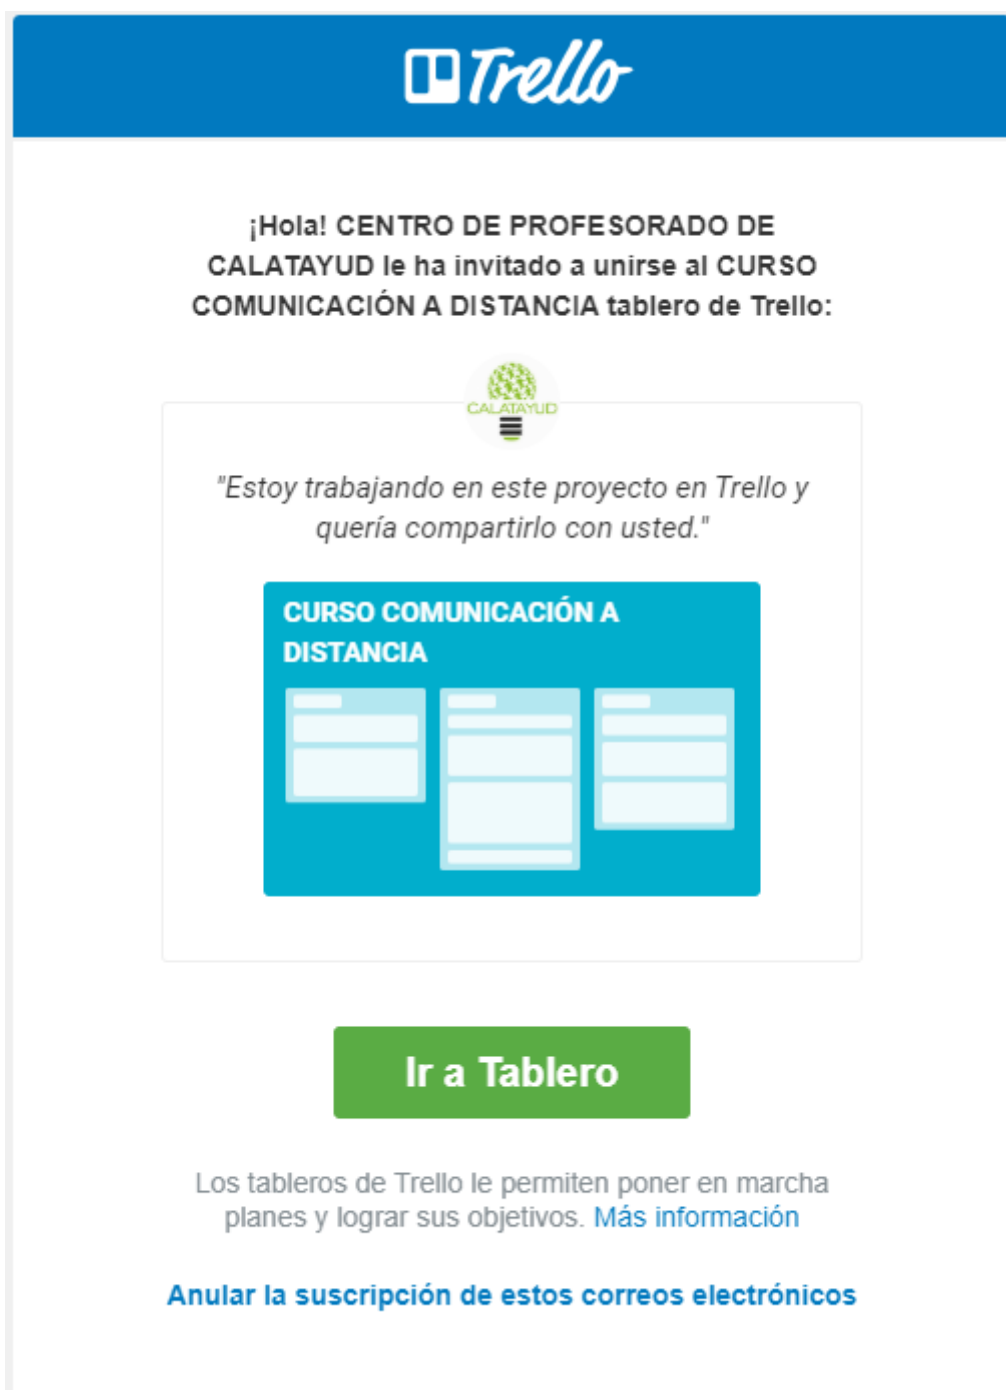 Trello
¡Hola! CENTRO DE PROFESORADO DE
CALATAYUD le ha invitado a unirse al CURSO
COMUNICACIÓN A DISTANCIA tablero de Trello:
CALATAYUD
"Estoy trabajando en este proyecto en Trello y
quería compartirlo con usted."
CURSO COMUNICACIÓN A
DISTANCIA
Ir a Tablero
Los tableros de Trello le permiten poner en marcha
planes y lograr sus objetivos. Más información
Anular la suscripción de estos correos electrónicos